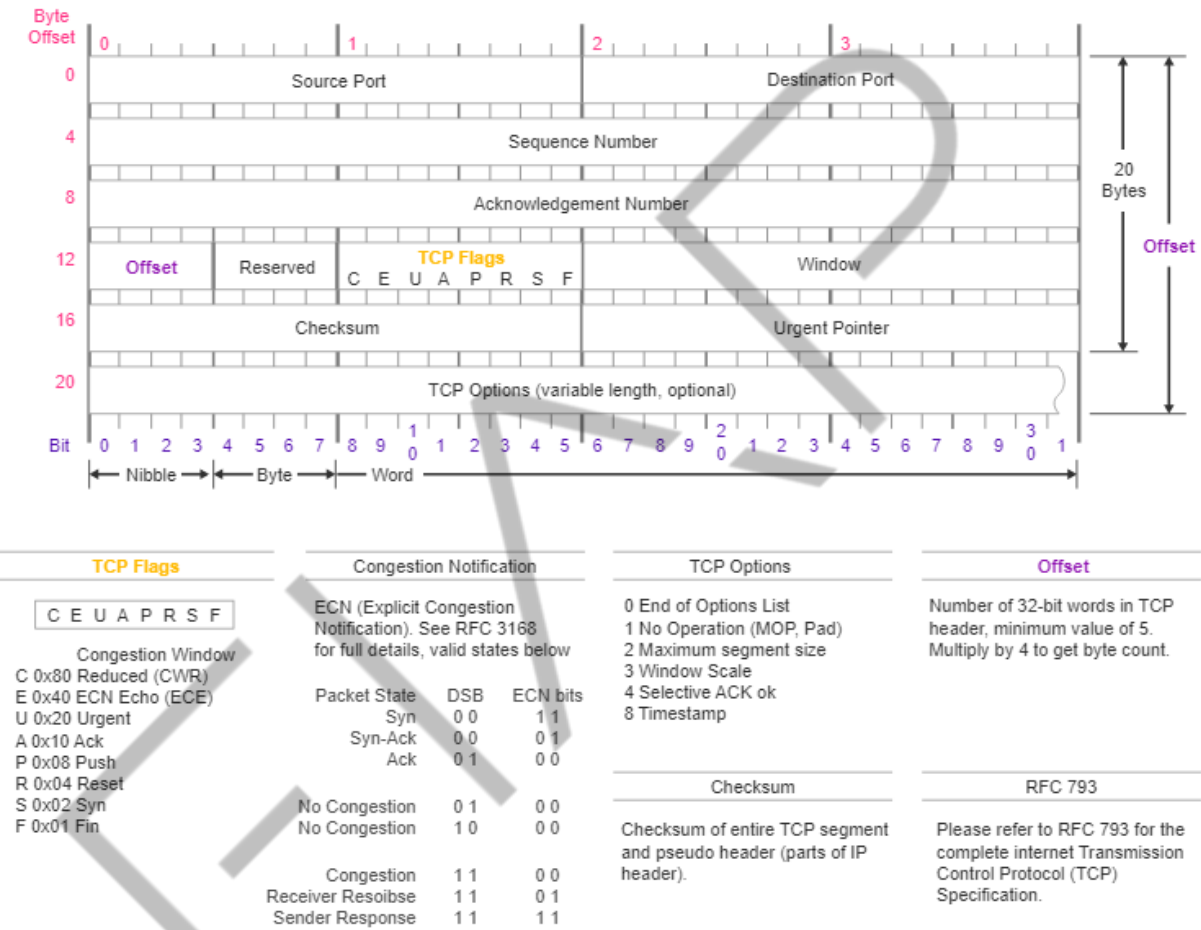 Byte
Offset
0 1 2 3
0 Source Port Destination Port
4 Sequence Number
8 Acknowledgement Number
20
Bytes
Offset
12 Offset Reserved TCP Flags Window
C E U A P R S F
16 Checksum Urgent Pointer
20 TCP Options (variable length, optional)
Bit 0 1 2 3 4 5 6 7 8 9 10 1 2 3 4 5 6 7 8 9 20 1 2 3 4 5 6 7 8 9 30 1
Nibble Byte Word
TCP Flags
C E U A P R S F
Congestion Window
C 0x80 Reduced (CWR)
E 0x40 ECN Echo (ECE)
U 0x20 Urgent
A 0x10 Ack
P 0x08 Push
R 0x04 Reset
S 0x02 Syn
F 0x01 Fin
Congestion Notification
ECN (Explicit Congestion
Notification). See RFC 3168
for full details, valid states below
Packet State DSB ECN bits
Syn 0 0 1 1
Syn-Ack 0 0 0 1
Ack 0 1 0 0
No Congestion 0 1 0 0
No Congestion 1 0 0 0
Congestion 1 1 0 0
Receiver Resoibse 1 1 0 1
Sender Response 1 1 1 1
TCP Options
0 End of Options List
1 No Operation (MOP, Pad)
2 Maximum segment size
3 Window Scale
4 Selective ACK ok
8 Timestamp
Checksum
Checksum of entire TCP segment
and pseudo header (parts of IP
header).
Offset
Number of 32-bit words in TCP
header, minimum value of 5.
Multiply by 4 to get byte count.
RFC 793
Please refer to RFC 793 for the
complete internet Transmission
Control Protocol (TCP)
Specification.